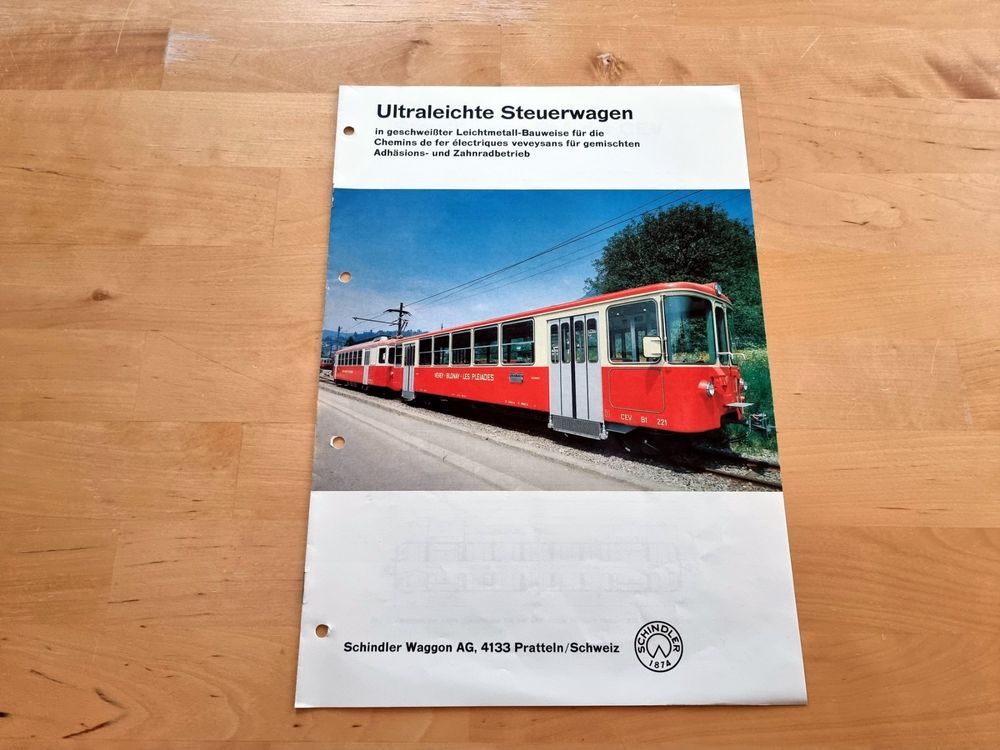 Ultraleichte Steuerwagen
in geschweißter Leichtmetall-Bauweise für die
Chemins de fer électriques veveysans für gemischten
Adhäsions- und Zahnradbetrieb
VEVEY - BLONAY - LES PLEIADES
CEV Bt 221
Schindler Waggon AG, 4133 Pratteln/Schweiz
SCHINDLER
1874